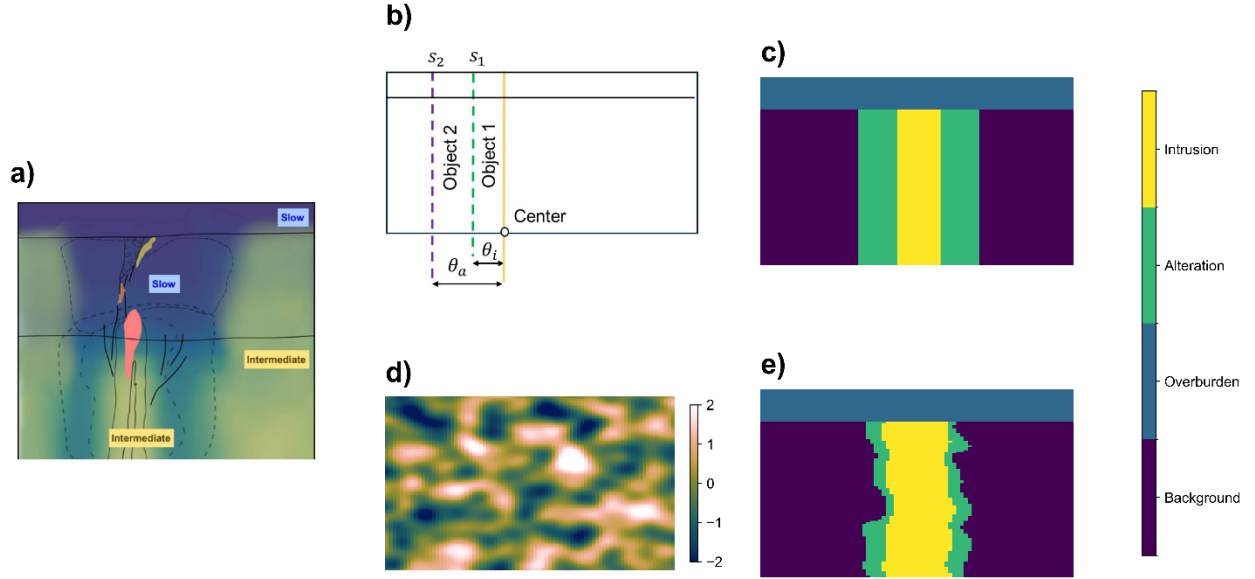 a)
Slow
Slow
Intermediate
Intermediate
b)
s₂
s₁
Object 2
Object 1
Center
θᵢ
θₐ
c)
d)
2
1
0
−1
−2
e)
Intrusion
Alteration
Overburden
Background